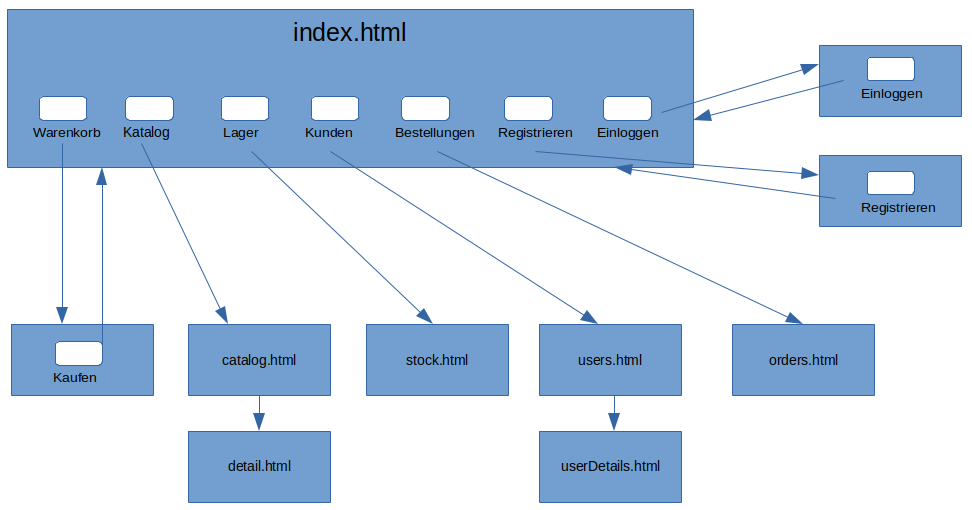 index.html
Warenkorb
Katalog
Lager
Kunden
Bestellungen
Registrieren
Einloggen
Einloggen
Registrieren
Kaufen
catalog.html
stock.html
users.html
orders.html
detail.html
userDetails.html